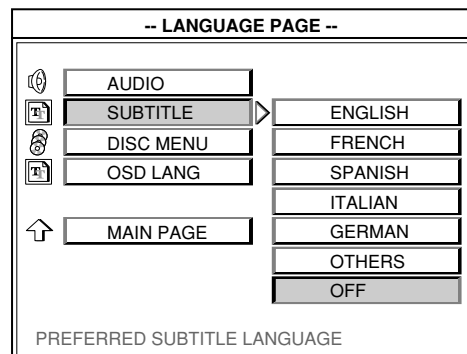 -- LANGUAGE PAGE --
AUDIO
SUBTITLE
DISC MENU
OSD LANG
MAIN PAGE
ENGLISH
FRENCH
SPANISH
ITALIAN
GERMAN
OTHERS
OFF
PREFERRED SUBTITLE LANGUAGE